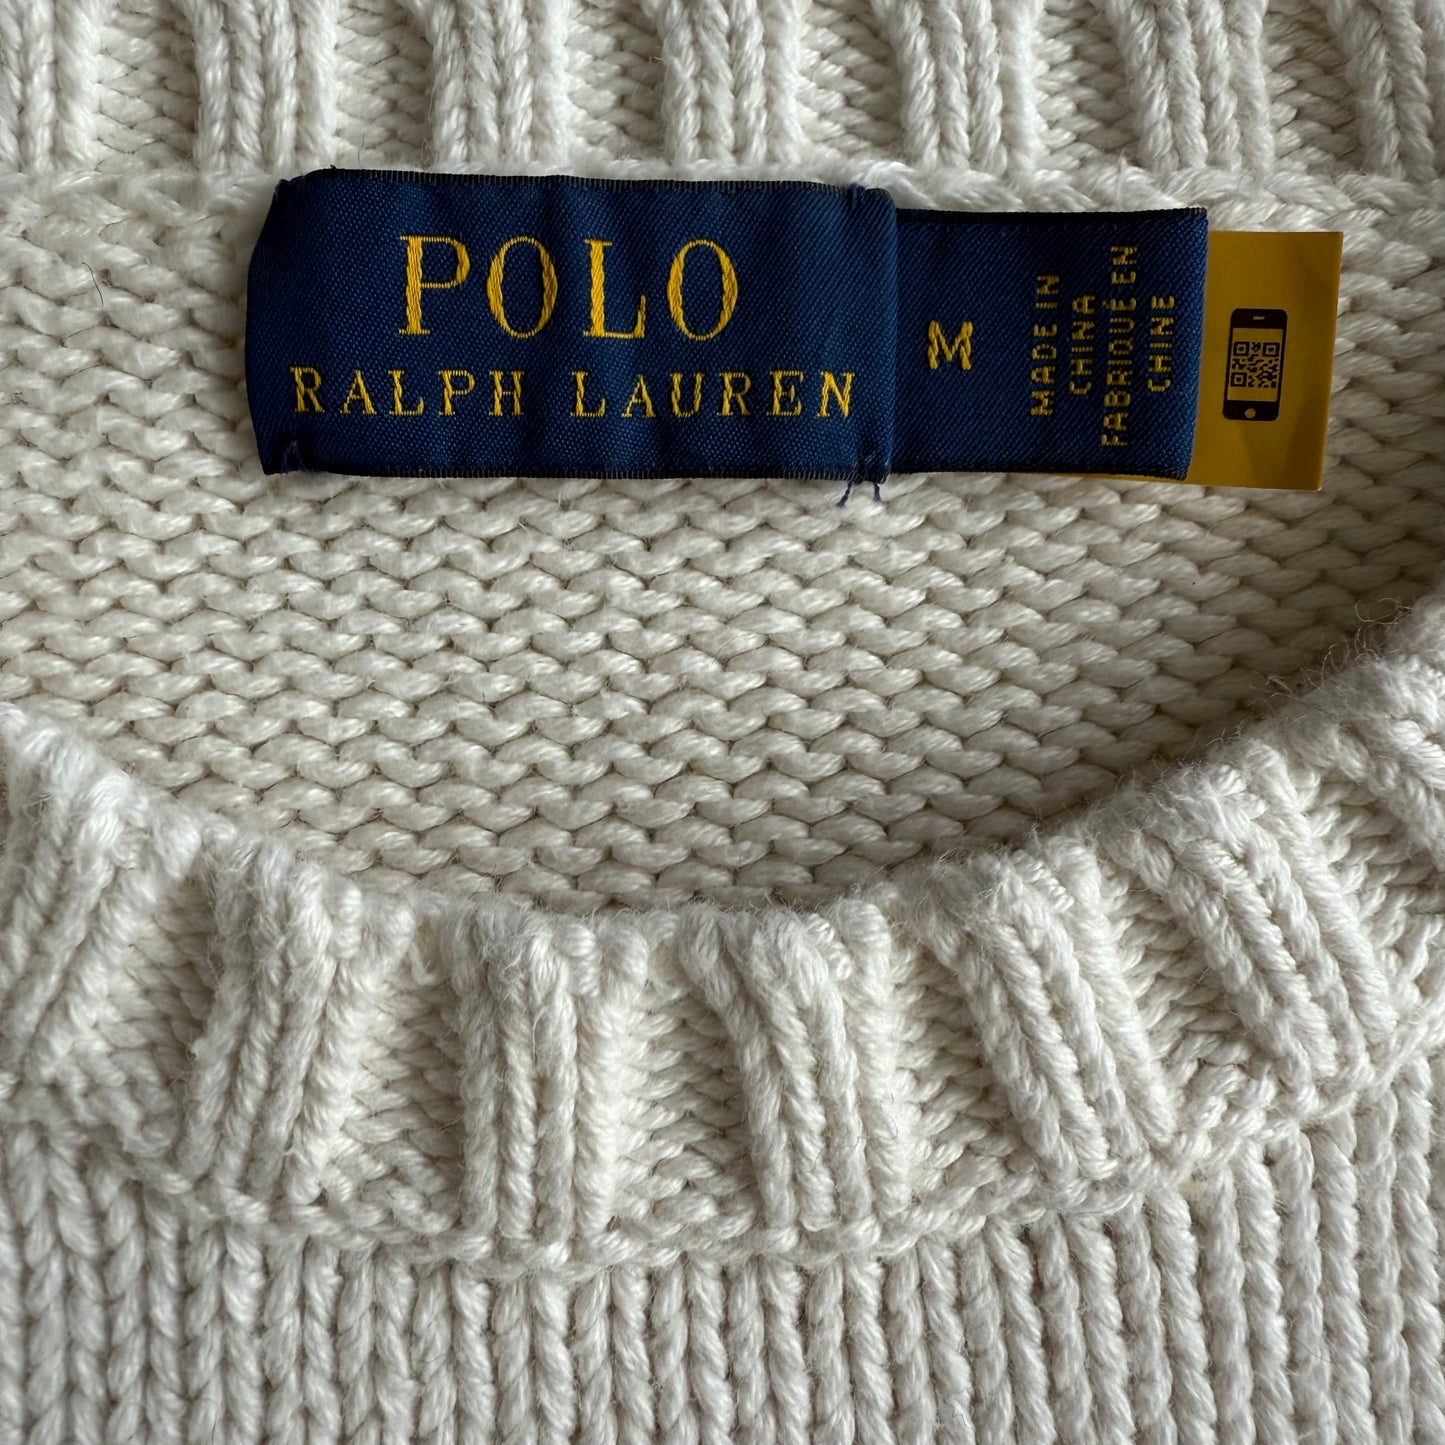 POLO
RALPH LAUREN
M
MADE IN
CHINA
FABRIQUÉ EN
CHINE